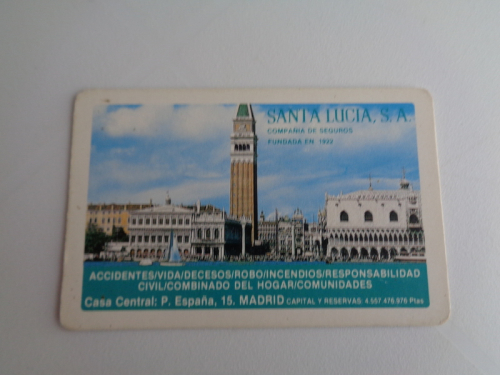 SANTA LUCIA, S. A.
COMPAÑIA DE SEGUROS
FUNDADA EN 1922
ACCIDENTES/VIDA/DECESOS/ROBO/INCENDIOS/RESPONSABILIDAD
CIVIL/COMBINADO DEL HOGAR/COMUNIDADES
Casa Central: P. España, 15. MADRID CAPITAL Y RESERVAS: 4.557.476.976 Ptas